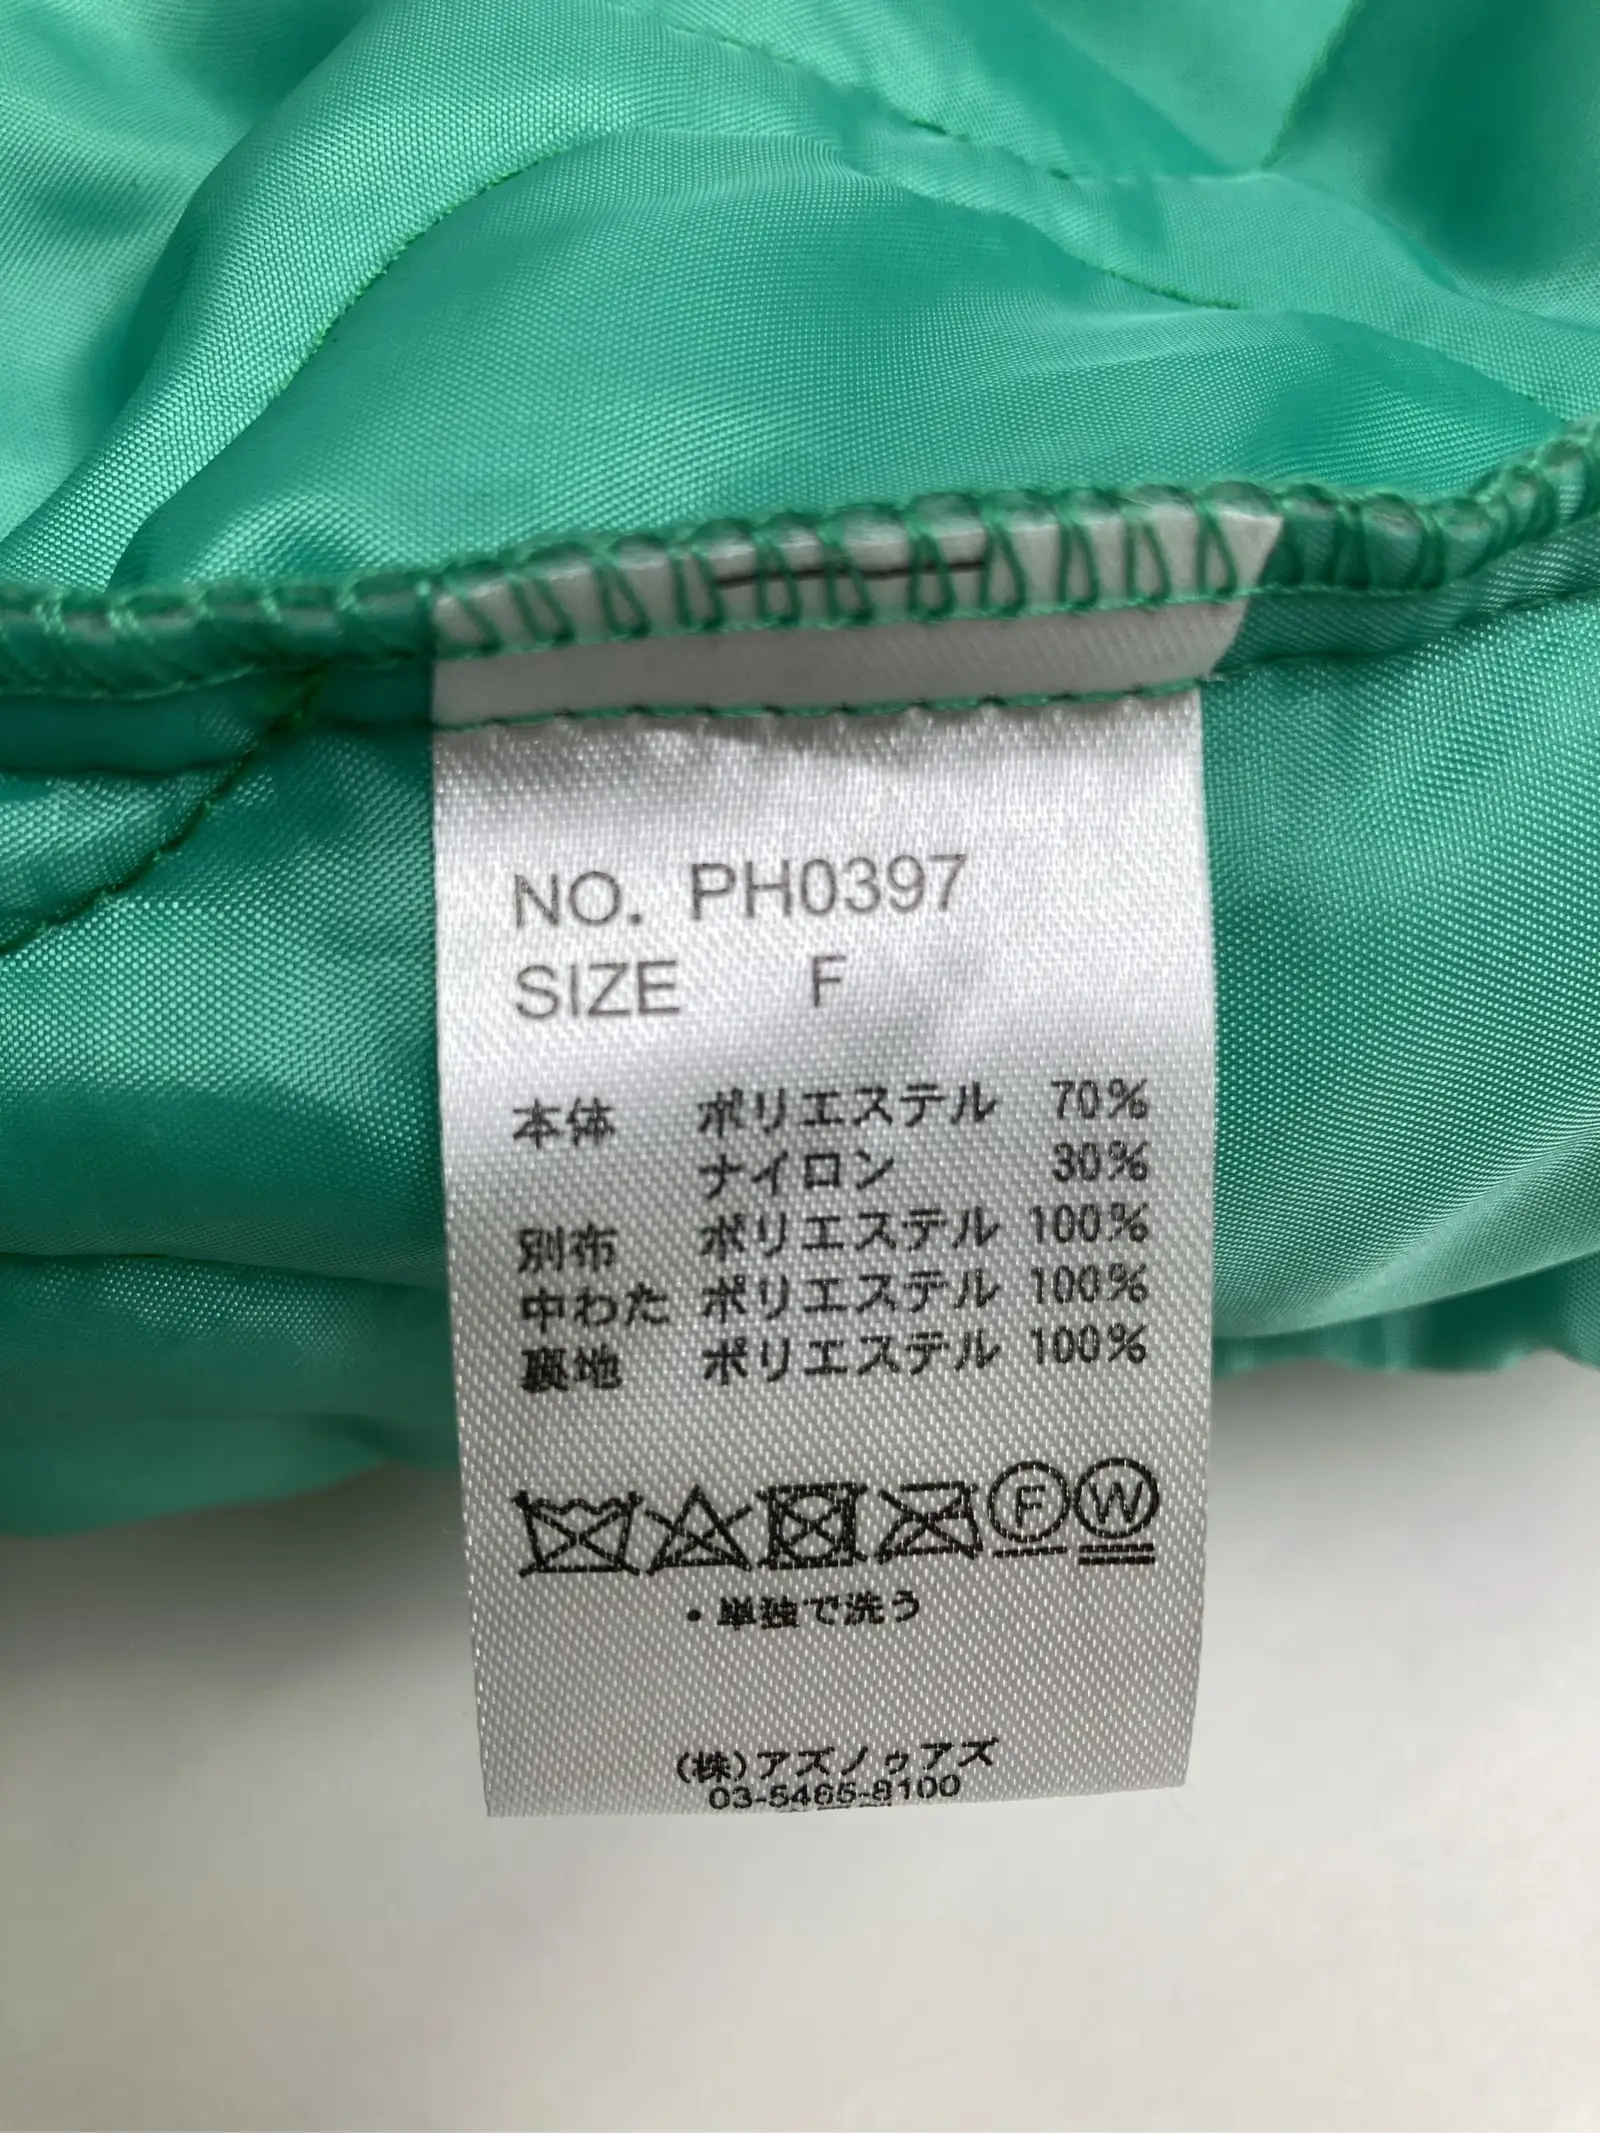 NO. PH0397
SIZE F
本体 ポリエステル 70%
ナイロン 30%
別布 ポリエステル 100%
中わた ポリエステル 100%
裏地 ポリエステル 100%
F W
・単独で洗う
(株)アズノゥアズ
03-5465-8100